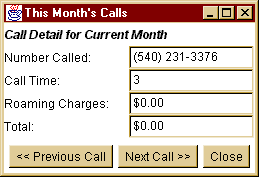 This Month's Calls
Call Detail for Current Month
Number Called: (540) 231-3376
Call Time: 3
Roaming Charges: $0.00
Total: $0.00
<< Previous Call Next Call >> Close